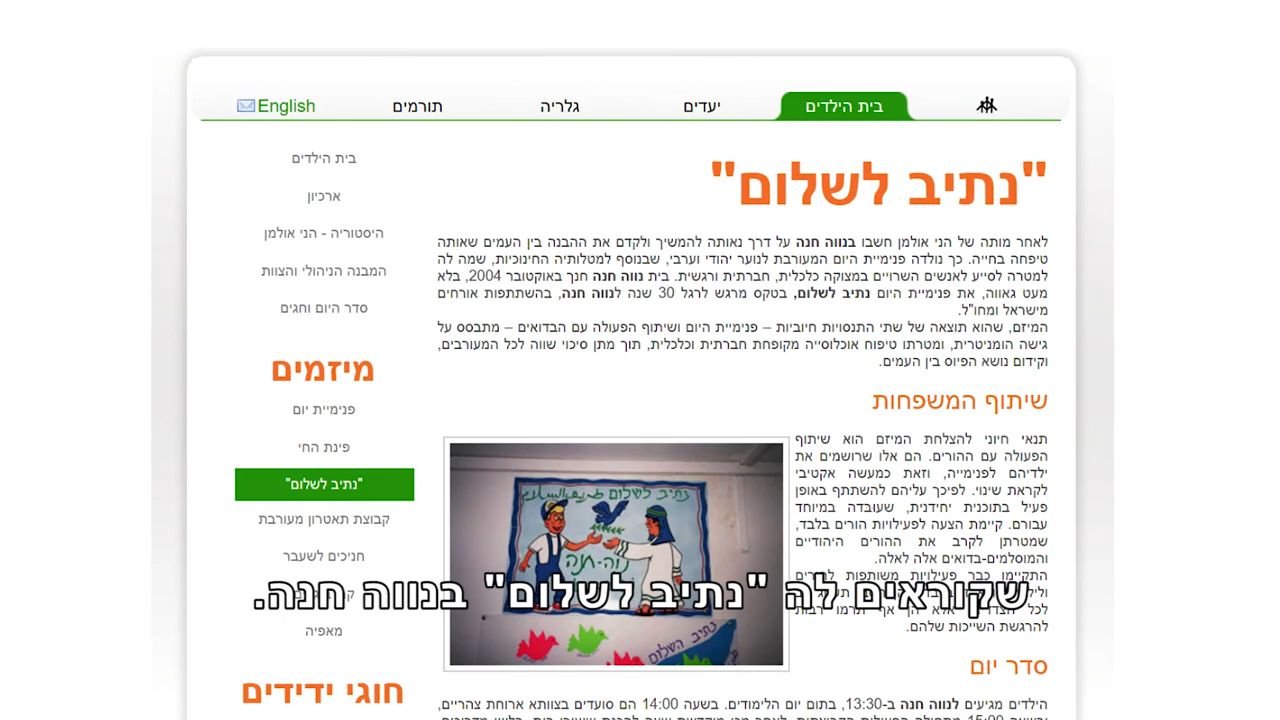 בית הילדים
יעדים
גלריה
תורמים
English
"נתיב לשלום"
לאחר מותה של הני אולמן חשבו בנווה חנה על דרך נאותה להמשיך ולקדם את ההבנה בין העמים שאותה
טיפחה בחייה. כך נולדה פנימיית היום המעורבת לנוער יהודי וערבי, שבנוסף למטלותיה החינוכיות, שמה לה
למטרה לסייע לאנשים השרויים במצוקה כלכלית, חברתית ורגשית. בית נווה חנה חנך באוקטובר 2004, בלא
מעט גאווה, את פנימיית היום נתיב לשלום, בטקס מרגש לרגל 30 שנה לנווה חנה, בהשתתפות אורחים
מישראל ומחו"ל.
המיזם, שהוא תוצאה של שתי התנסויות חיוביות – פנימיית היום ושיתוף הפעולה עם הבדואים – מתבסס על
גישה הומניטרית, ומטרתו טיפוח אוכלוסייה מקופחת חברתית וכלכלית, תוך מתן סיכוי שווה לכל המעורבים,
וקידום נושא הפיוס בין העמים.
שיתוף המשפחות
תנאי חיוני להצלחת המיזם הוא שיתוף
הפעולה עם ההורים. הם אלו שרושמים את
ילדיהם לפנימייה, וזאת כמעשה אקטיבי
לקראת שינוי. לפיכך עליהם להשתתף באופן
פעיל בתוכנית יחידנית, שעובדה במיוחד
עבורם. קיימת הצעה לפעילויות הורים בלבד,
שמטרתן לקרב את ההורים היהודיים
והמוסלמים-בדואים אלה לאלה.
התקיימו כבר פעילויות משותפות להורים
לכל
אף תרמו רבות
להרגשת השייכות שלהם.
סדר יום
הילדים מגיעים לנווה חנה ב-13:30, בתום יום הלימודים. בשעה 14:00 הם סועדים בצוותא ארוחת צהריים,
בית הילדים
ארכיון
היסטוריה - הני אולמן
המבנה הניהולי והצוות
סדר היום וחגים
מיזמים
פנימיית יום
פינת החי
"נתיב לשלום"
קבוצת תאטרון מעורבת
חניכים לשעבר
מאפיה
חוגי ידידים
נתיב לשלום
נוה-חנה
נתיב השלום
שקוראים לה "נתיב לשלום" בנווה חנה.